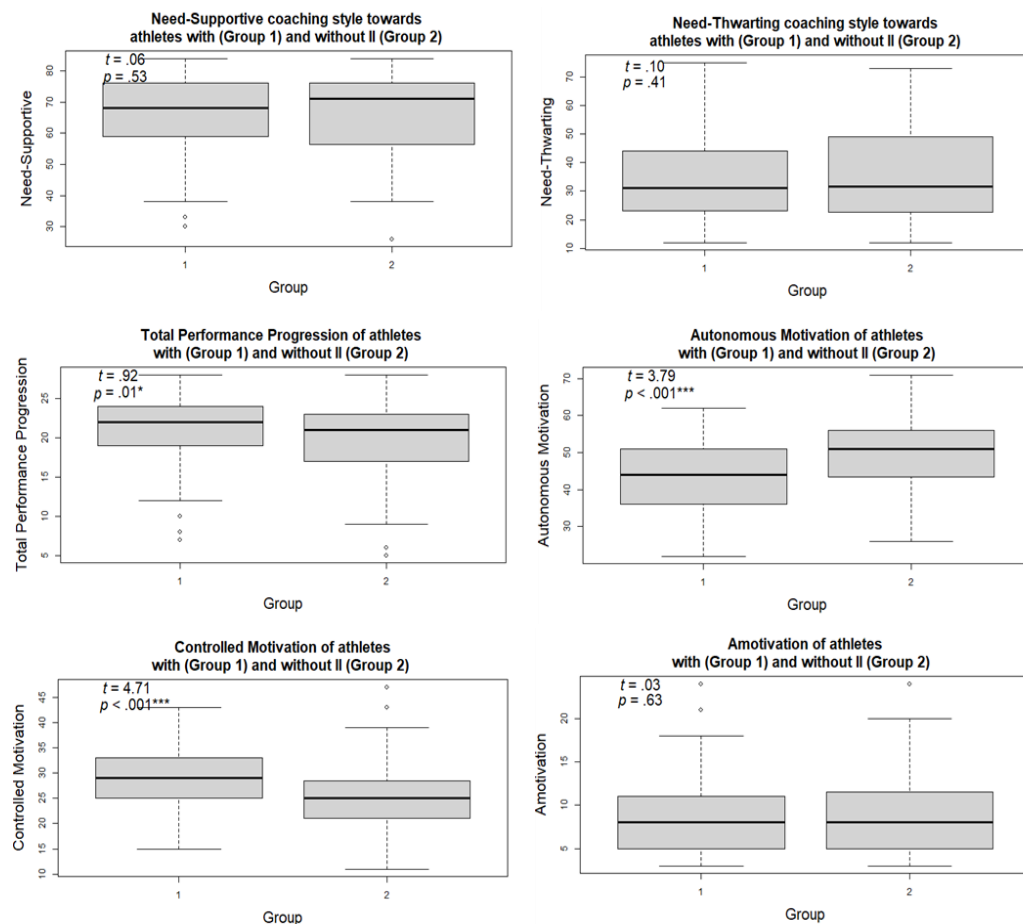 Need-Supportive coaching style towards
athletes with (Group 1) and without II (Group 2)
t = .06
p = .53
Need-Supportive
30
40
50
60
70
80
1
2
Group
Need-Thwarting coaching style towards
athletes with (Group 1) and without II (Group 2)
t = .10
p = .41
Need-Thwarting
10
20
30
40
50
60
70
1
2
Group
Total Performance Progression of athletes
with (Group 1) and without II (Group 2)
t = .92
p = .01*
Total Performance Progression
5
10
15
20
25
1
2
Group
Autonomous Motivation of athletes
with (Group 1) and without II (Group 2)
t = 3.79
p < .001***
Autonomous Motivation
30
40
50
60
70
1
2
Group
Controlled Motivation of athletes
with (Group 1) and without II (Group 2)
t = 4.71
p < .001***
Controlled Motivation
10
15
20
25
30
35
40
45
1
2
Group
Amotivation of athletes
with (Group 1) and without II (Group 2)
t = .03
p = .63
Amotivation
5
10
15
20
1
2
Group